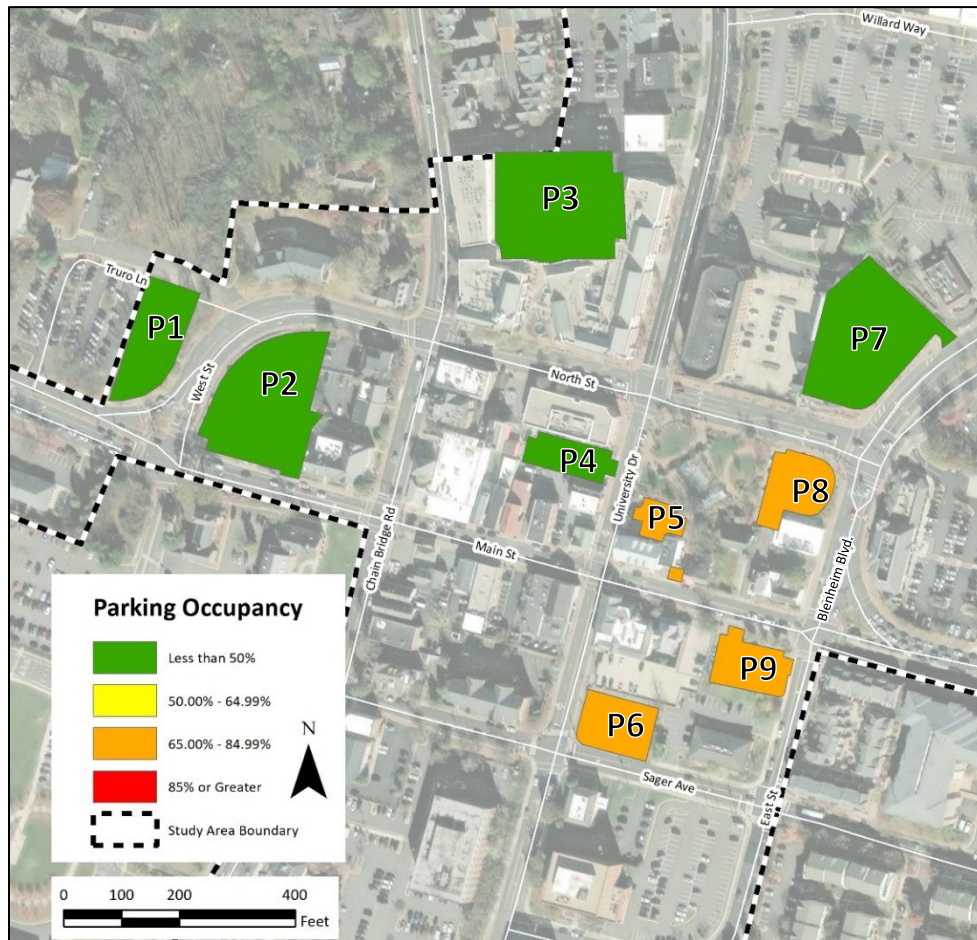 Willard Way
P3
Truro Ln
P1
P7
West St
P2
North St
P4
University Dr
P8
P5
Chain Bridge Rd
Main St
Blenheim Blvd.
P9
P6
Sager Ave
East St
Parking Occupancy
Less than 50%
50.00% - 64.99%
65.00% - 84.99%
85% or Greater
Study Area Boundary
N
0 100 200 400
Feet